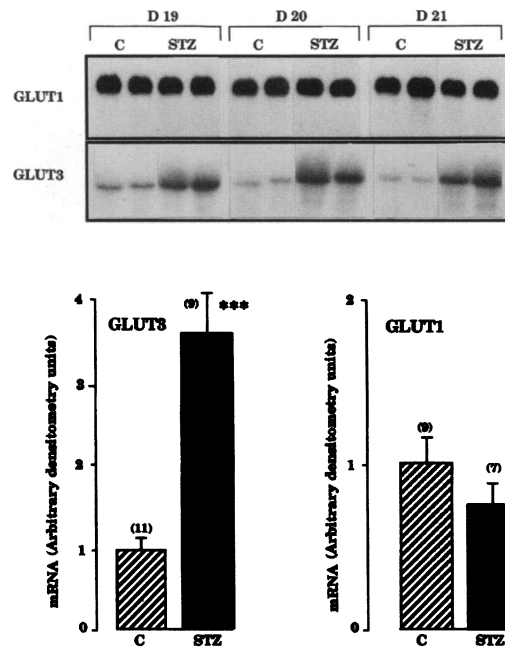 D 19 D 20 D 21
C STZ C STZ C STZ
GLUT1
GLUT3
4
3
2
1
0
mRNA (Arbitrary densitometry units)
GLUT3
(9) ***
(11)
C STZ
2
1
0
mRNA (Arbitrary densitometry units)
GLUT1
(9)
(7)
C STZ